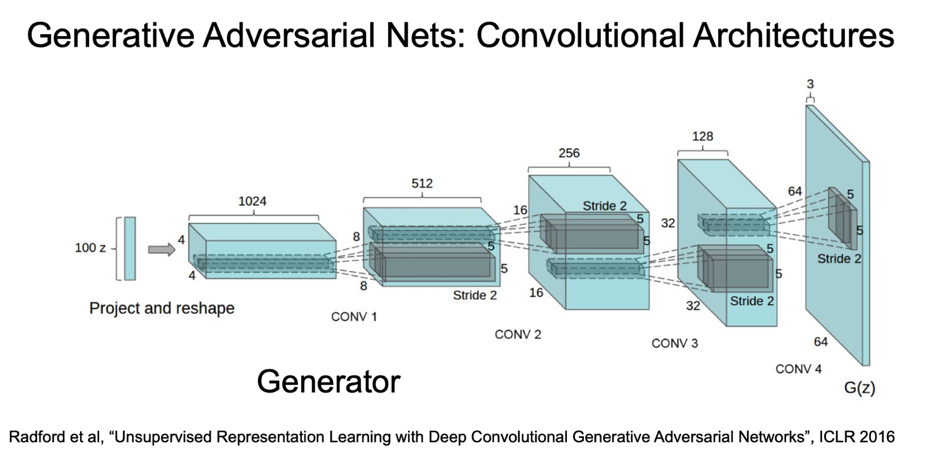 Generative Adversarial Nets: Convolutional Architectures
100 z
Project and reshape
1024
4
4
CONV 1
512
8
8
5
5
Stride 2
CONV 2
256
16
16
Stride 2
5
5
CONV 3
128
32
32
5
5
Stride 2
CONV 4
3
64
64
5
5
Stride 2
G(z)
Generator
Radford et al, “Unsupervised Representation Learning with Deep Convolutional Generative Adversarial Networks”, ICLR 2016